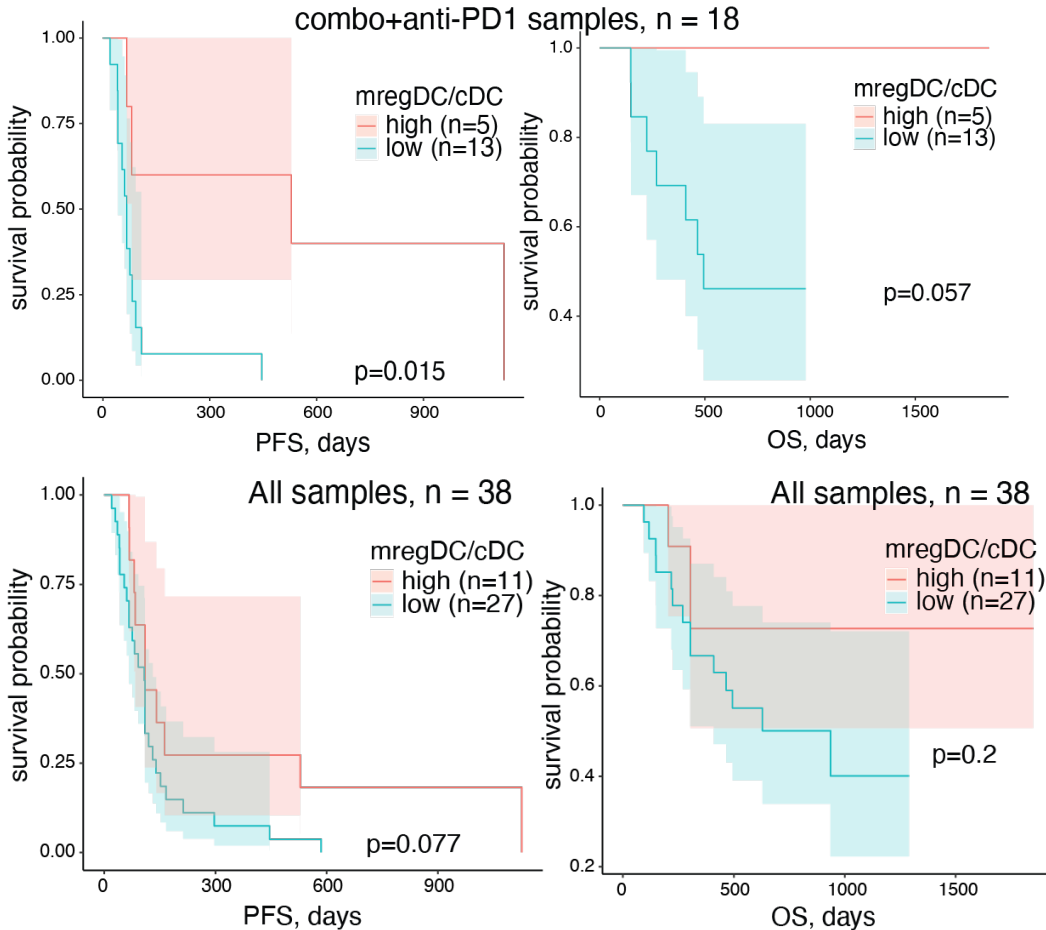 combo+anti-PD1 samples, n = 18
survival probability
1.00
0.75
0.50
0.25
0.00
mregDC/cDC
high (n=5)
low (n=13)
p=0.015
0 300 600 900
PFS, days
survival probability
1.0
0.8
0.6
0.4
mregDC/cDC
high (n=5)
low (n=13)
p=0.057
0 500 1000 1500
OS, days
All samples, n = 38
survival probability
1.00
0.75
0.50
0.25
0.00
mregDC/cDC
high (n=11)
low (n=27)
p=0.077
0 300 600 900
PFS, days
All samples, n = 38
survival probability
1.0
0.8
0.6
0.4
0.2
mregDC/cDC
high (n=11)
low (n=27)
p=0.2
0 500 1000 1500
OS, days